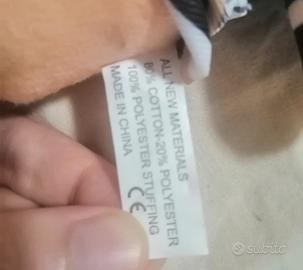 ALL NEW MATERIALS
80% COTTON-20% POLYESTER
100% POLYESTER STUFFING
MADE IN CHINA
CE
subito